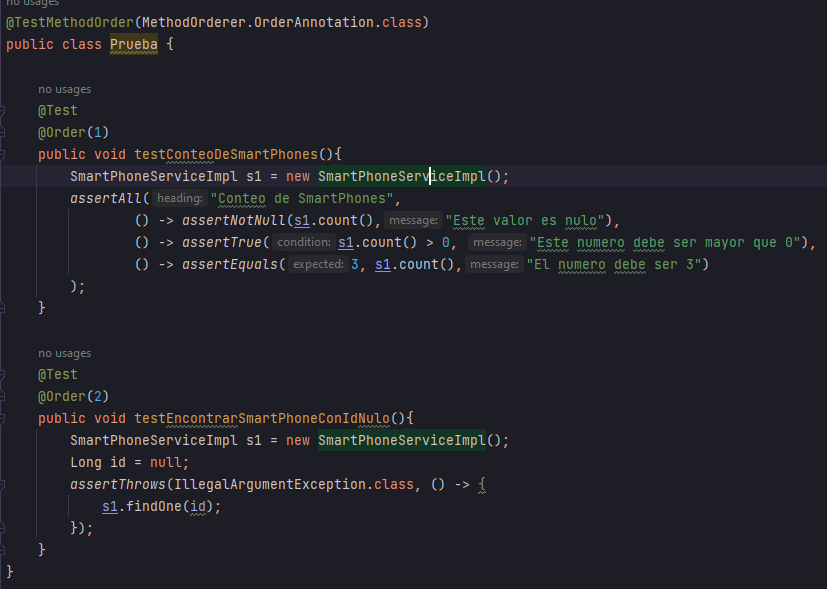 no usages
@TestMethodOrder(MethodOrderer.OrderAnnotation.class)
public class Prueba {
no usages
@Test
@Order(1)
public void testConteoDeSmartPhones(){
SmartPhoneServiceImpl s1 = new SmartPhoneServiceImpl();
assertAll( heading: "Conteo de SmartPhones",
() -> assertNotNull(s1.count(), message: "Este valor es nulo"),
() -> assertTrue( condition: s1.count() > 0, message: "Este numero debe ser mayor que 0"),
() -> assertEquals( expected: 3, s1.count(), message: "El numero debe ser 3")
);
}
no usages
@Test
@Order(2)
public void testEncontrarSmartPhoneConIdNulo(){
SmartPhoneServiceImpl s1 = new SmartPhoneServiceImpl();
Long id = null;
assertThrows(IllegalArgumentException.class, () -> {
s1.findOne(id);
});
}
}